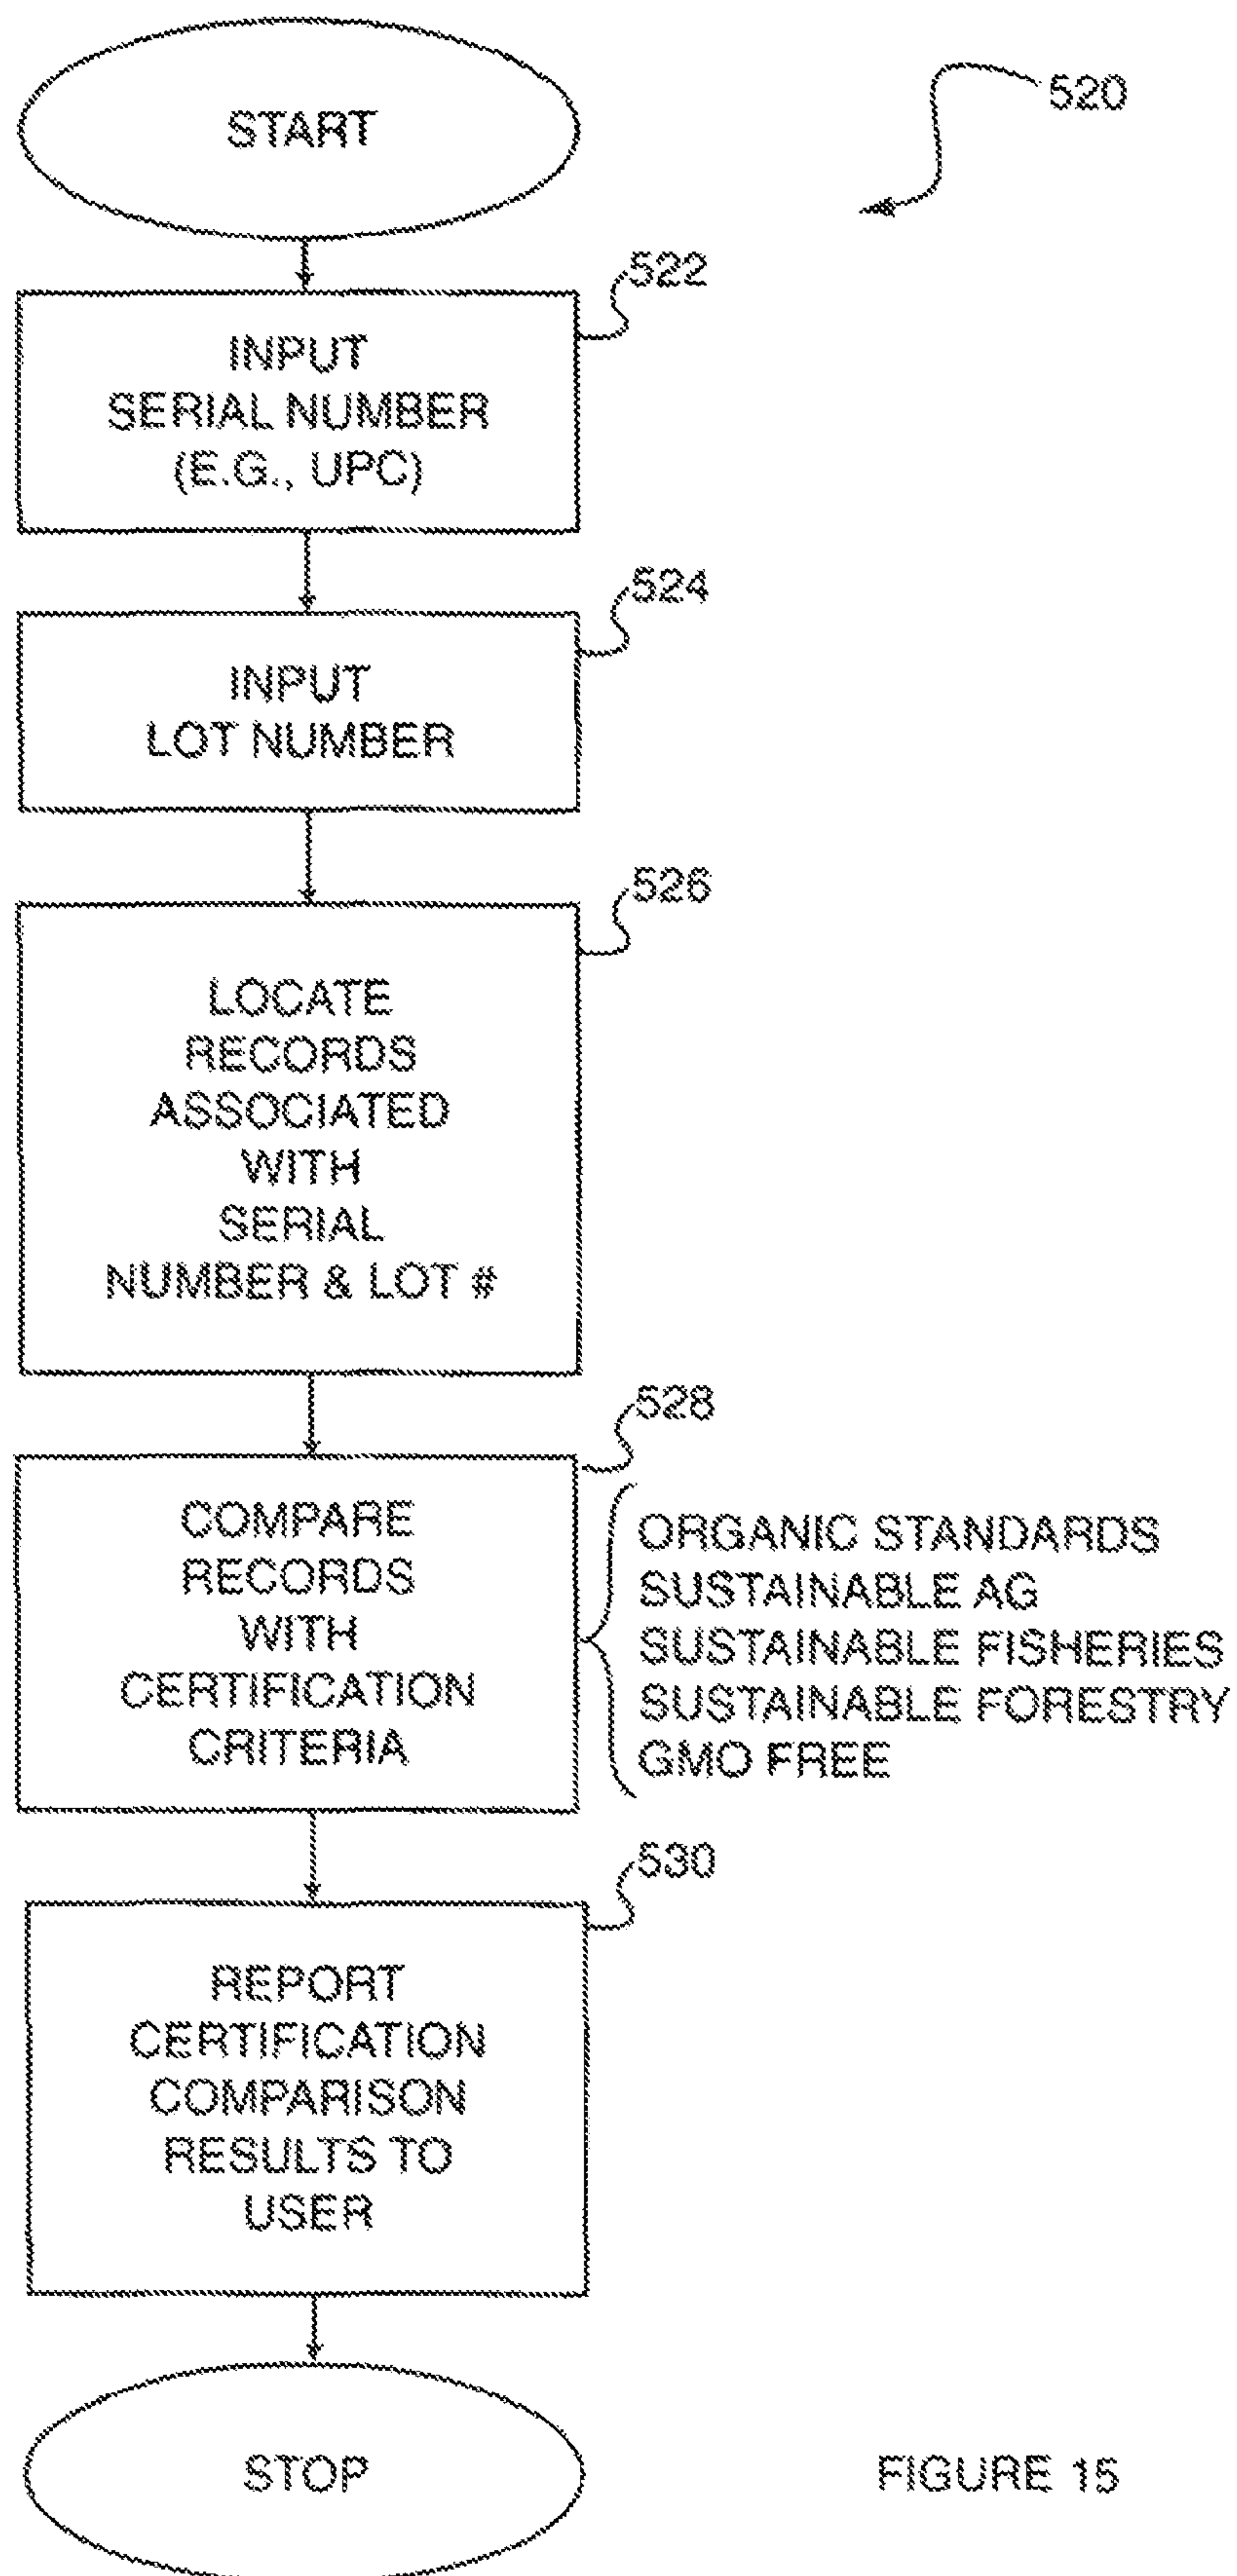 START
520
522
INPUT
SERIAL NUMBER
(E.G., UPC)
524
INPUT
LOT NUMBER
526
LOCATE
RECORDS
ASSOCIATED
WITH
SERIAL
NUMBER & LOT #
528
COMPARE
RECORDS
WITH
CERTIFICATION
CRITERIA
ORGANIC STANDARDS
SUSTAINABLE AG
SUSTAINABLE FISHERIES
SUSTAINABLE FORESTRY
GMO FREE
530
REPORT
CERTIFICATION
COMPARISON
RESULTS TO
USER
STOP
FIGURE 15